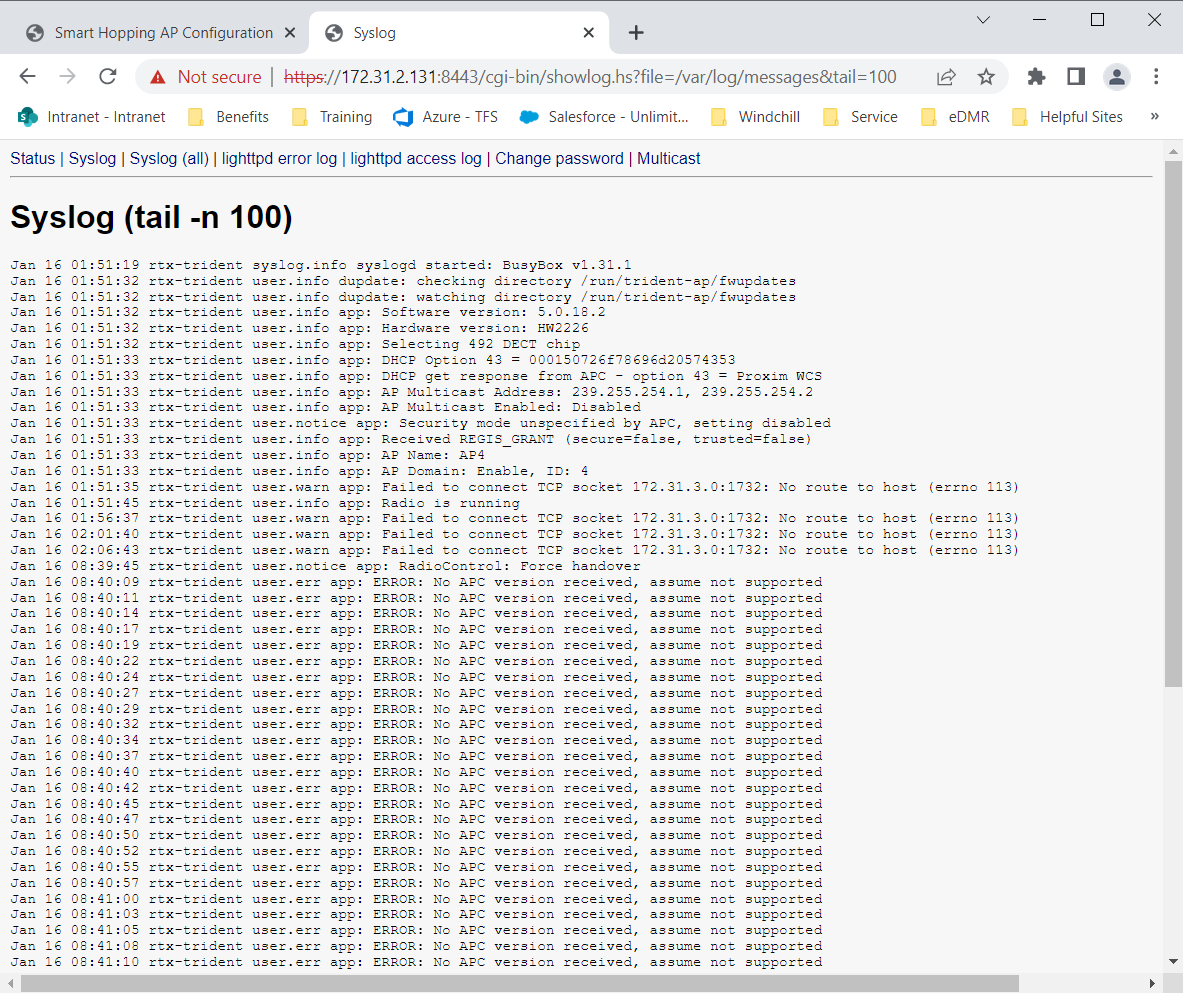 Smart Hopping AP Configuration
Syslog
Not secure | https://172.31.2.131:8443/cgi-bin/showlog.hs?file=/var/log/messages&tail=100
Intranet - Intranet Benefits Training Azure - TFS Salesforce - Unlimit... Windchill Service eDMR Helpful Sites »
Status | Syslog | Syslog (all) | lighttpd error log | lighttpd access log | Change password | Multicast
Syslog (tail -n 100)
Jan 16 01:51:19 rtx-trident syslog.info syslogd started: BusyBox v1.31.1
Jan 16 01:51:32 rtx-trident user.info dupdate: checking directory /run/trident-ap/fwupdates
Jan 16 01:51:32 rtx-trident user.info dupdate: watching directory /run/trident-ap/fwupdates
Jan 16 01:51:32 rtx-trident user.info app: Software version: 5.0.18.2
Jan 16 01:51:32 rtx-trident user.info app: Hardware version: HW2226
Jan 16 01:51:32 rtx-trident user.info app: Selecting 492 DECT chip
Jan 16 01:51:33 rtx-trident user.info app: DHCP Option 43 = 000150726f78696d20574353
Jan 16 01:51:33 rtx-trident user.info app: DHCP get response from APC - option 43 = Proxim WCS
Jan 16 01:51:33 rtx-trident user.info app: AP Multicast Address: 239.255.254.1, 239.255.254.2
Jan 16 01:51:33 rtx-trident user.info app: AP Multicast Enabled: Disabled
Jan 16 01:51:33 rtx-trident user.notice app: Security mode unspecified by APC, setting disabled
Jan 16 01:51:33 rtx-trident user.info app: Received REGIS_GRANT (secure=false, trusted=false)
Jan 16 01:51:33 rtx-trident user.info app: AP Name: AP4
Jan 16 01:51:33 rtx-trident user.info app: AP Domain: Enable, ID: 4
Jan 16 01:51:35 rtx-trident user.warn app: Failed to connect TCP socket 172.31.3.0:1732: No route to host (errno 113)
Jan 16 01:51:45 rtx-trident user.info app: Radio is running
Jan 16 01:56:37 rtx-trident user.warn app: Failed to connect TCP socket 172.31.3.0:1732: No route to host (errno 113)
Jan 16 02:01:40 rtx-trident user.warn app: Failed to connect TCP socket 172.31.3.0:1732: No route to host (errno 113)
Jan 16 02:06:43 rtx-trident user.warn app: Failed to connect TCP socket 172.31.3.0:1732: No route to host (errno 113)
Jan 16 08:39:45 rtx-trident user.notice app: RadioControl: Force handover
Jan 16 08:40:09 rtx-trident user.err app: ERROR: No APC version received, assume not supported
Jan 16 08:40:11 rtx-trident user.err app: ERROR: No APC version received, assume not supported
Jan 16 08:40:14 rtx-trident user.err app: ERROR: No APC version received, assume not supported
Jan 16 08:40:17 rtx-trident user.err app: ERROR: No APC version received, assume not supported
Jan 16 08:40:19 rtx-trident user.err app: ERROR: No APC version received, assume not supported
Jan 16 08:40:22 rtx-trident user.err app: ERROR: No APC version received, assume not supported
Jan 16 08:40:24 rtx-trident user.err app: ERROR: No APC version received, assume not supported
Jan 16 08:40:27 rtx-trident user.err app: ERROR: No APC version received, assume not supported
Jan 16 08:40:29 rtx-trident user.err app: ERROR: No APC version received, assume not supported
Jan 16 08:40:32 rtx-trident user.err app: ERROR: No APC version received, assume not supported
Jan 16 08:40:34 rtx-trident user.err app: ERROR: No APC version received, assume not supported
Jan 16 08:40:37 rtx-trident user.err app: ERROR: No APC version received, assume not supported
Jan 16 08:40:40 rtx-trident user.err app: ERROR: No APC version received, assume not supported
Jan 16 08:40:42 rtx-trident user.err app: ERROR: No APC version received, assume not supported
Jan 16 08:40:45 rtx-trident user.err app: ERROR: No APC version received, assume not supported
Jan 16 08:40:47 rtx-trident user.err app: ERROR: No APC version received, assume not supported
Jan 16 08:40:50 rtx-trident user.err app: ERROR: No APC version received, assume not supported
Jan 16 08:40:52 rtx-trident user.err app: ERROR: No APC version received, assume not supported
Jan 16 08:40:55 rtx-trident user.err app: ERROR: No APC version received, assume not supported
Jan 16 08:40:57 rtx-trident user.err app: ERROR: No APC version received, assume not supported
Jan 16 08:41:00 rtx-trident user.err app: ERROR: No APC version received, assume not supported
Jan 16 08:41:03 rtx-trident user.err app: ERROR: No APC version received, assume not supported
Jan 16 08:41:05 rtx-trident user.err app: ERROR: No APC version received, assume not supported
Jan 16 08:41:08 rtx-trident user.err app: ERROR: No APC version received, assume not supported
Jan 16 08:41:10 rtx-trident user.err app: ERROR: No APC version received, assume not supported